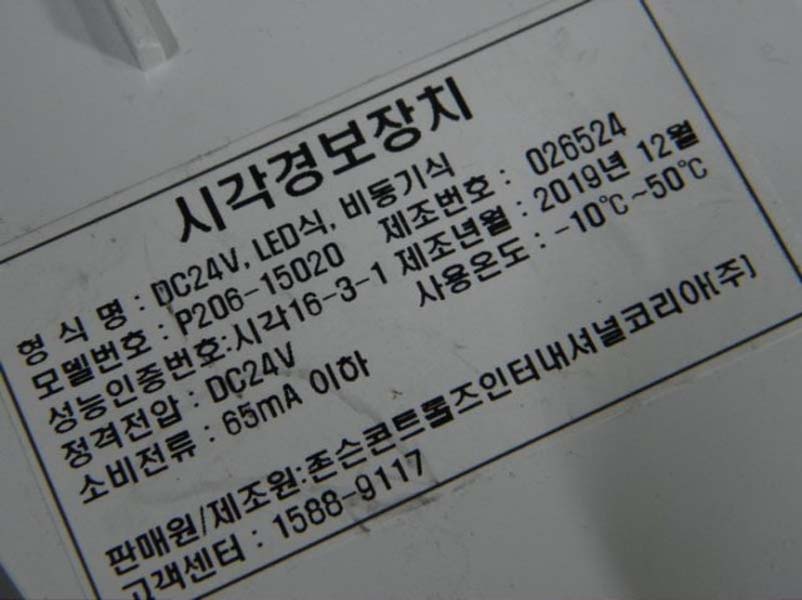 시각경보장치
형 식 명 : DC24V, LED식, 비동기식
모델번호 : P206-15020 제조번호 : 026524
성능인증번호:시각16-3-1 제조년월 : 2019년 12월
정격전압 : DC24V 사용온도 : -10℃~50℃
소비전류 : 65mA 이하
판매원/제조원:존슨콘트롤즈인터내셔널코리아(주)
고객센터 : 1588-9117